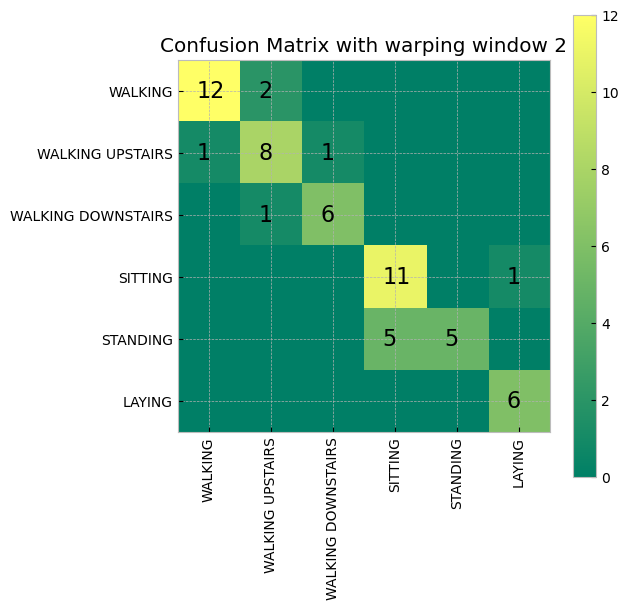 Confusion Matrix with warping window 2
WALKING 12 2
WALKING UPSTAIRS 1 8 1
WALKING DOWNSTAIRS 1 6
SITTING 11 1
STANDING 5 5
LAYING 6
WALKING
WALKING UPSTAIRS
WALKING DOWNSTAIRS
SITTING
STANDING
LAYING
12
10
8
6
4
2
0